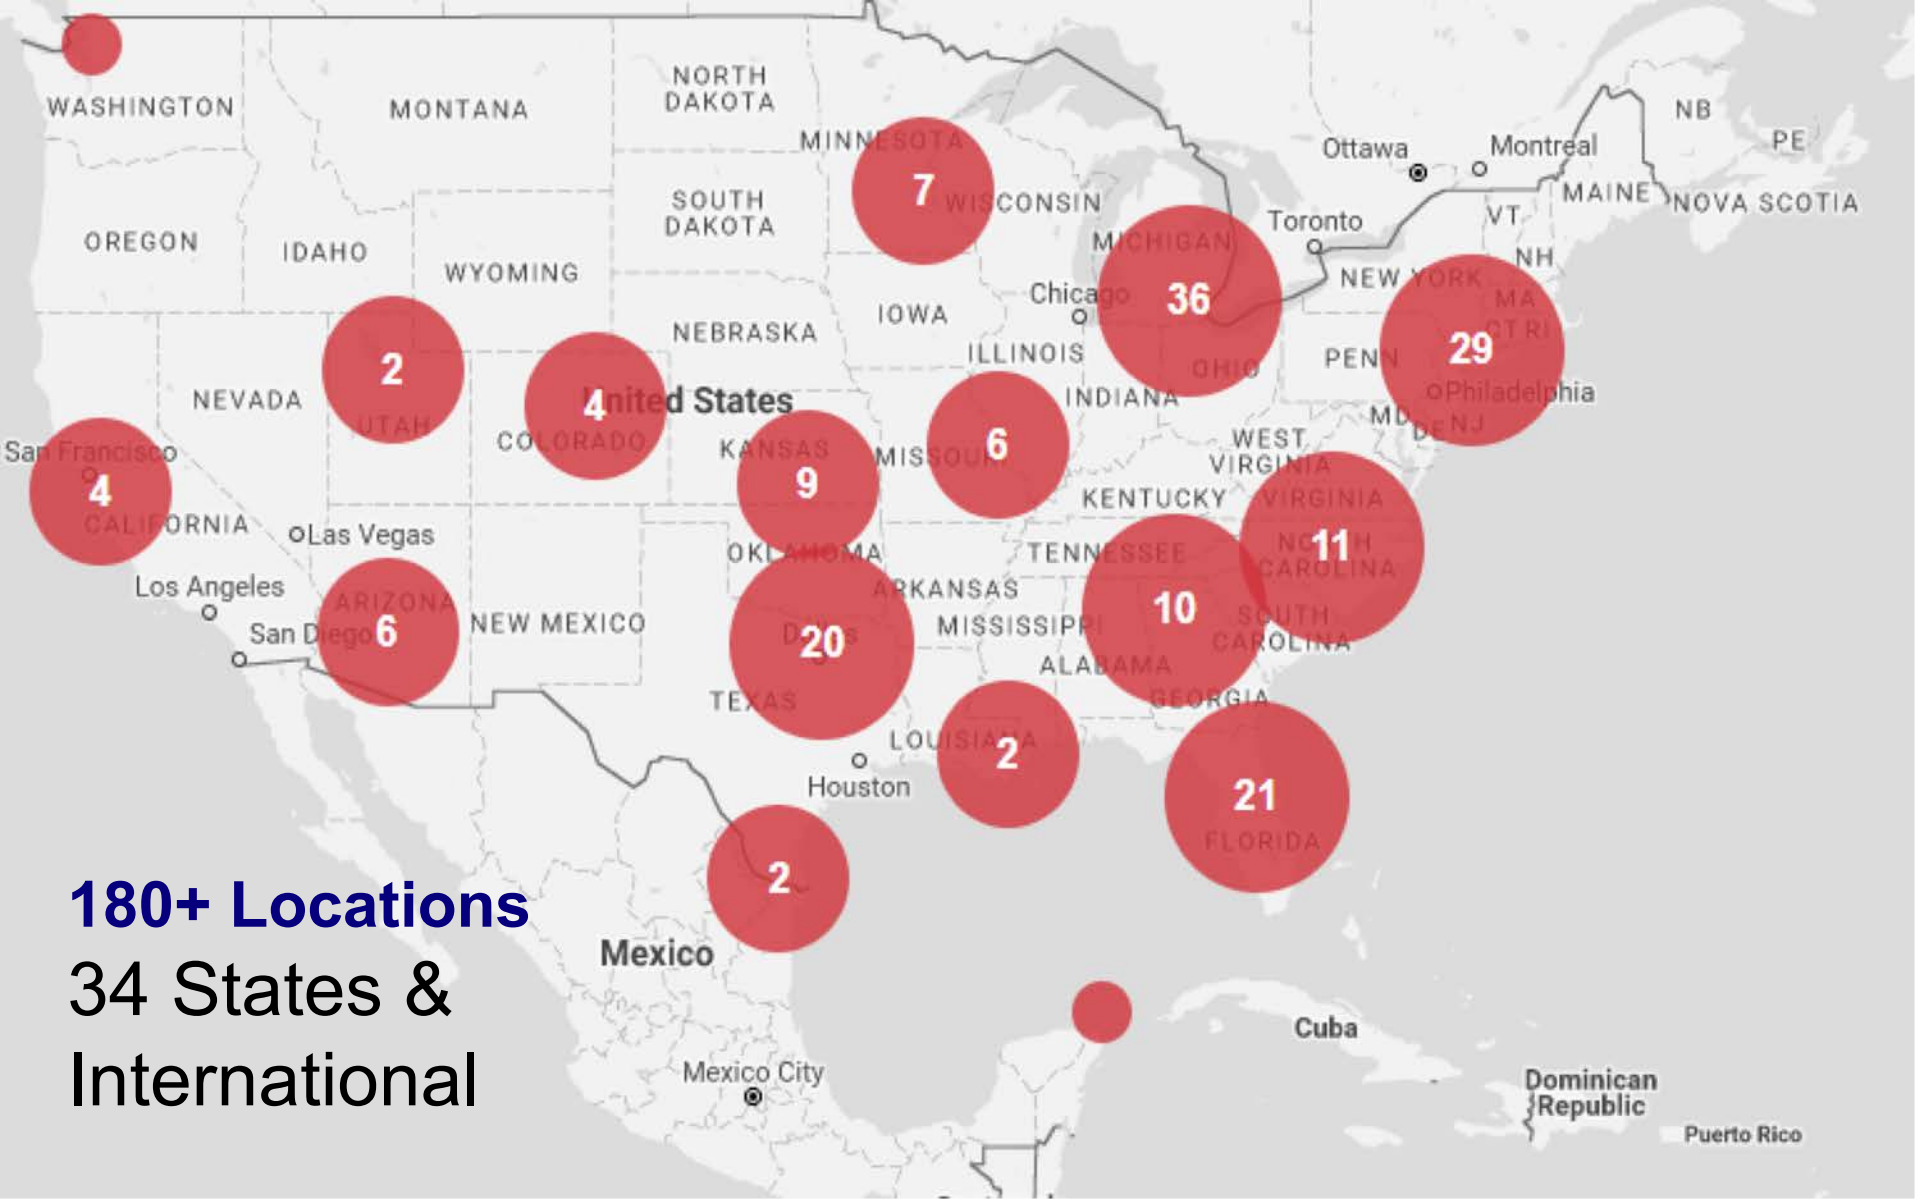 WASHINGTON
MONTANA
NORTH
DAKOTA
MINNESOTA
Ottawa
Montreal
NB
PE
OREGON
IDAHO
WYOMING
SOUTH
DAKOTA
7
WISCONSIN
MICHIGAN
Toronto
VT
MAINE
NOVA SCOTIA
NH
NEW YORK
MA
CT RI
Chicago
36
29
IOWA
NEBRASKA
ILLINOIS
OHIO
PENN
Philadelphia
INDIANA
MD
DE
NJ
NEVADA
2
UTAH
4
United States
COLORADO
KANSAS
9
MISSOURI
6
WEST
VIRGINIA
KENTUCKY
VIRGINIA
San Francisco
4
CALIFORNIA
Las Vegas
Los Angeles
San Diego
ARIZONA
6
NEW MEXICO
OKLAHOMA
ARKANSAS
TENNESSEE
NORTH
CAROLINA
11
10
SOUTH
CAROLINA
MISSISSIPPI
ALABAMA
GEORGIA
Dallas
20
TEXAS
LOUISIANA
2
Houston
21
FLORIDA
2
180+ Locations
34 States &
International
Mexico
Mexico City
Cuba
Dominican
Republic
Puerto Rico